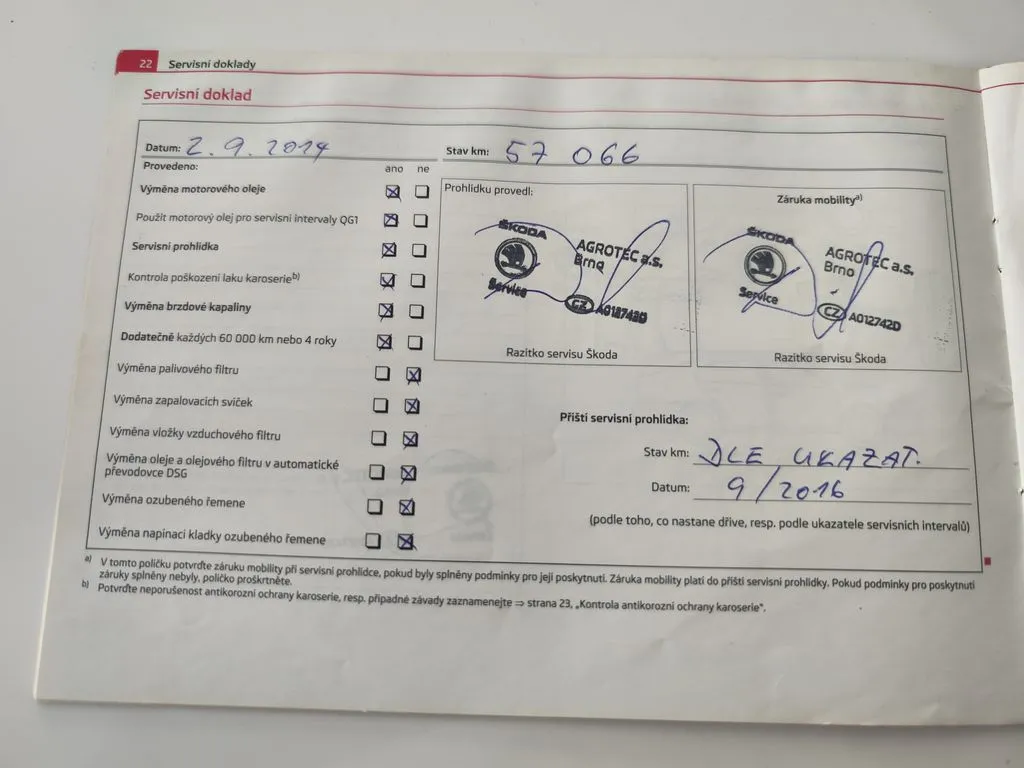 22 Servisní doklady
Servisní doklad
Datum: 2.9.2014
Stav km: 57 066
Provedeno: ano ne
Výměna motorového oleje
Použit motorový olej pro servisní intervaly QG1
Servisní prohlídka
Kontrola poškození laku karoserie b)
Výměna brzdové kapaliny
Dodatečně každých 60 000 km nebo 4 roky
Výměna palivového filtru
Výměna zapalovacích svíček
Výměna vložky vzduchového filtru
Výměna oleje a olejového filtru v automatické
převodovce DSG
Výměna ozubeného řemene
Výměna napínací kladky ozubeného řemene
Prohlídku provedl:
ŠKODA
Service
AGROTEC a.s.
Brno
CZ A012742D
Razítko servisu Škoda
Záruka mobility a)
ŠKODA
Service
AGROTEC a.s.
Brno
CZ A012742D
Razítko servisu Škoda
Příští servisní prohlídka:
Stav km: DLE UKAZAT.
Datum: 9/2016
(podle toho, co nastane dříve, resp. podle ukazatele servisních intervalů)
a) V tomto políčku potvrďte záruku mobility při servisní prohlídce, pokud byly splněny podmínky pro její poskytnutí. Záruka mobility platí do příští servisní prohlídky. Pokud podmínky pro poskytnutí
záruky splněny nebyly, políčko proškrtněte.
b) Potvrďte neporušenost antikorozní ochrany karoserie, resp. případné závady zaznamenejte ⇒ strana 23, „Kontrola antikorozní ochrany karoserie“.